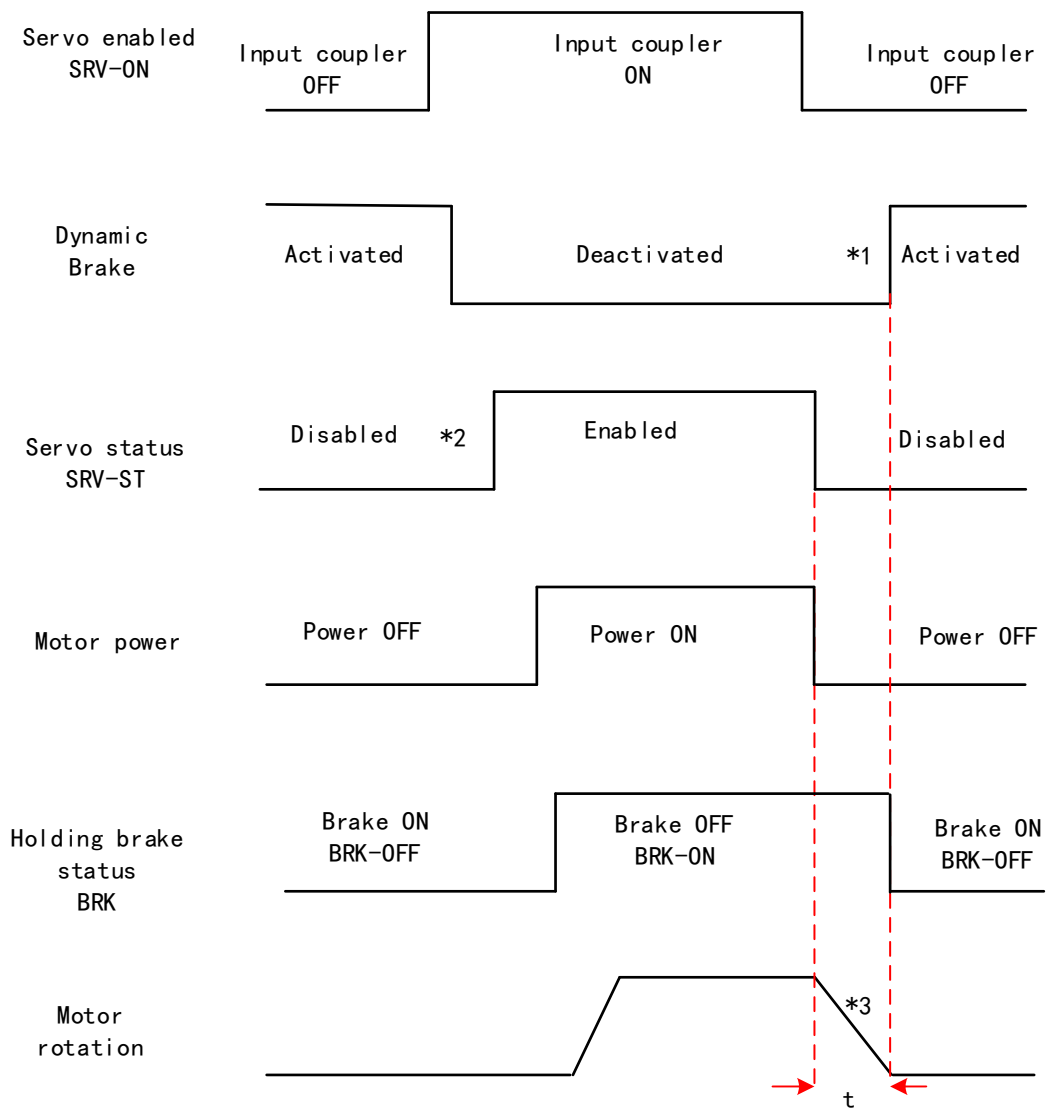 Servo enabled
SRV-ON
Input coupler
OFF
Input coupler
ON
Input coupler
OFF
Dynamic
Brake
Activated
Deactivated
*1
Activated
Servo status
SRV-ST
Disabled
*2
Enabled
Disabled
Motor power
Power OFF
Power ON
Power OFF
Holding brake
status
BRK
Brake ON
BRK-OFF
Brake OFF
BRK-ON
Brake ON
BRK-OFF
Motor
rotation
*3
t